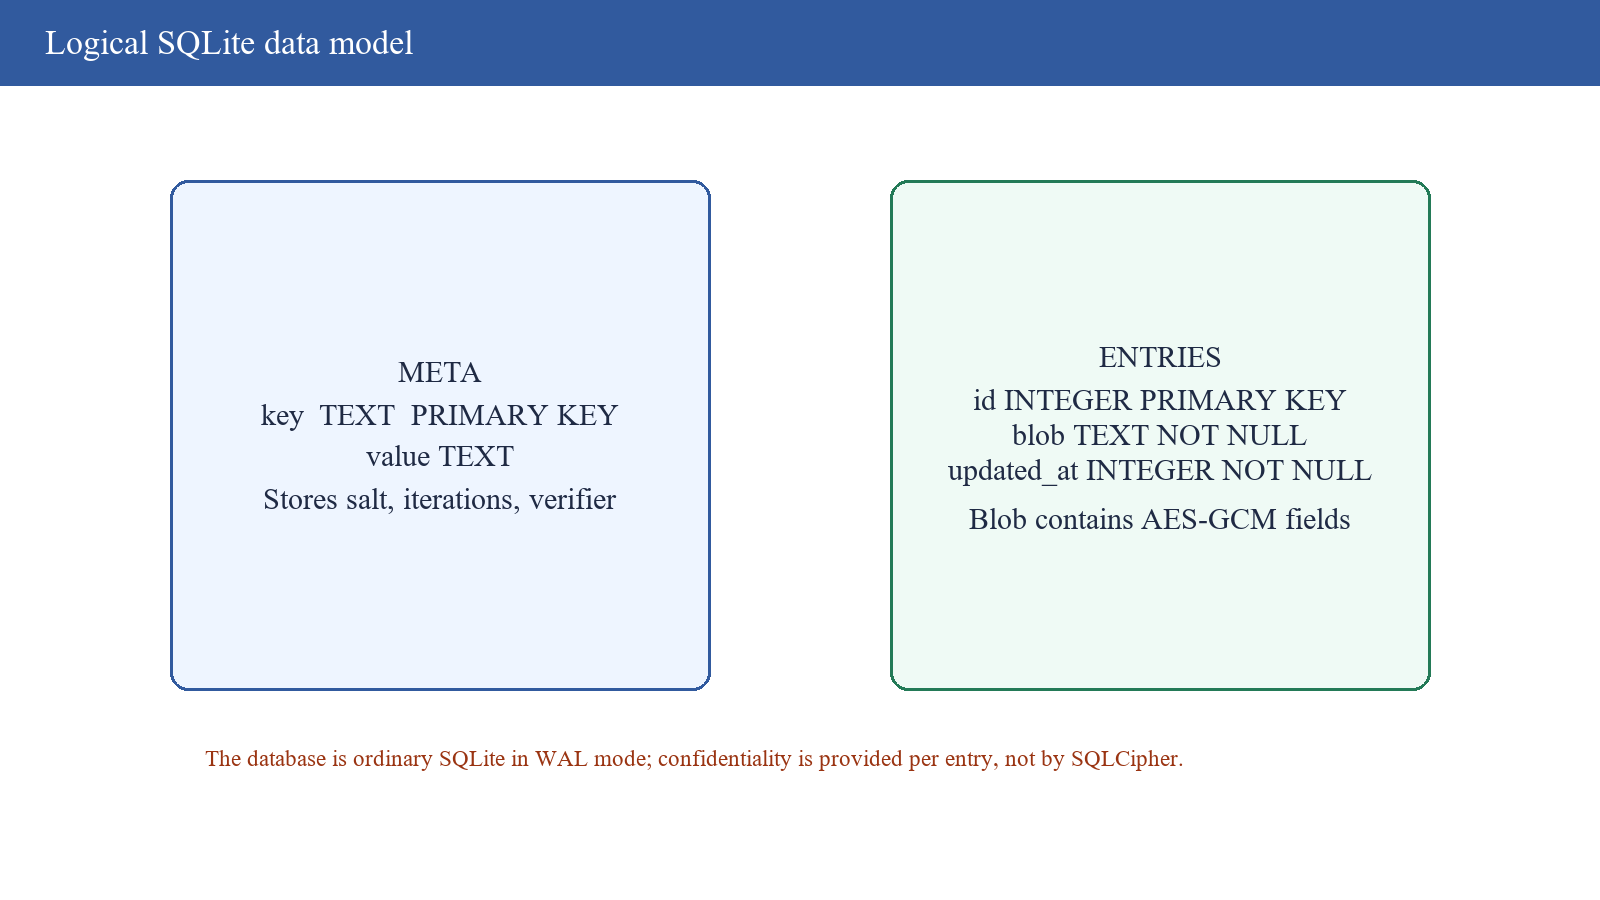 Logical SQLite data model
META
key  TEXT  PRIMARY KEY
value TEXT
Stores salt, iterations, verifier
ENTRIES
id INTEGER PRIMARY KEY
blob TEXT NOT NULL
updated_at INTEGER NOT NULL
Blob contains AES-GCM fields
The database is ordinary SQLite in WAL mode; confidentiality is provided per entry, not by SQLCipher.